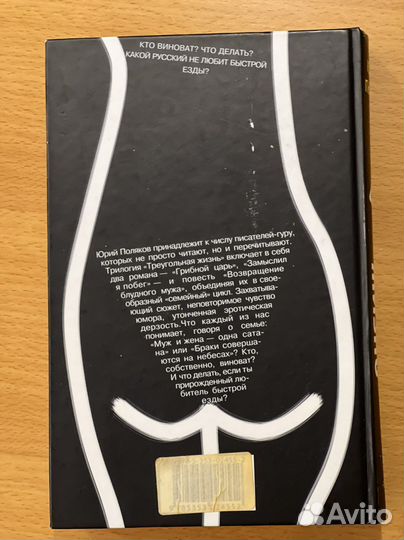 КТО ВИНОВАТ? ЧТО ДЕЛАТЬ?
КАКОЙ РУССКИЙ НЕ ЛЮБИТ БЫСТРОЙ
ЕЗДЫ?
Юрий Поляков принадлежит к числу писателей-гуру,
которых не просто читают, но и перечитывают.
Трилогия «Треугольная жизнь» включает в себя
два романа — «Грибной царь», «Замыслил
я побег» — и повесть «Возвращение
блудного мужа», объединяя их в свое-
образный «семейный» цикл. Захватыва-
ющий сюжет, неповторимое чувство
юмора, утонченная эротическая
дерзость. Что каждый из нас
понимает, говоря о семье:
«Муж и жена — одна сата-
на» или «Браки соверша-
ются на небесах»? Кто,
собственно, виноват?
И что делать, если ты
прирожденный лю-
битель быстрой
езды?
Avito